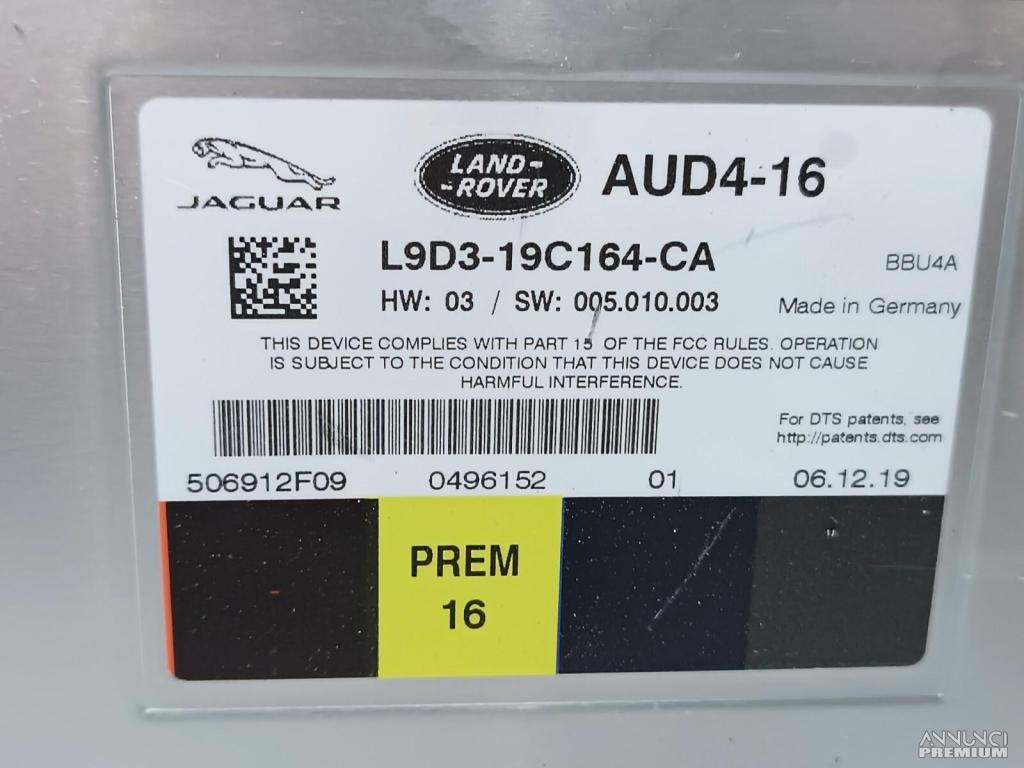 JAGUAR
LAND-
-ROVER
AUD4-16
L9D3-19C164-CA
BBU4A
HW: 03 / SW: 005.010.003
Made in Germany
THIS DEVICE COMPLIES WITH PART 15 OF THE FCC RULES. OPERATION
IS SUBJECT TO THE CONDITION THAT THIS DEVICE DOES NOT CAUSE
HARMFUL INTERFERENCE.
For DTS patents, see
http://patents.dts.com
506912F09 0496152 01 06.12.19
PREM
16
ANNUNCI
PREMIUM